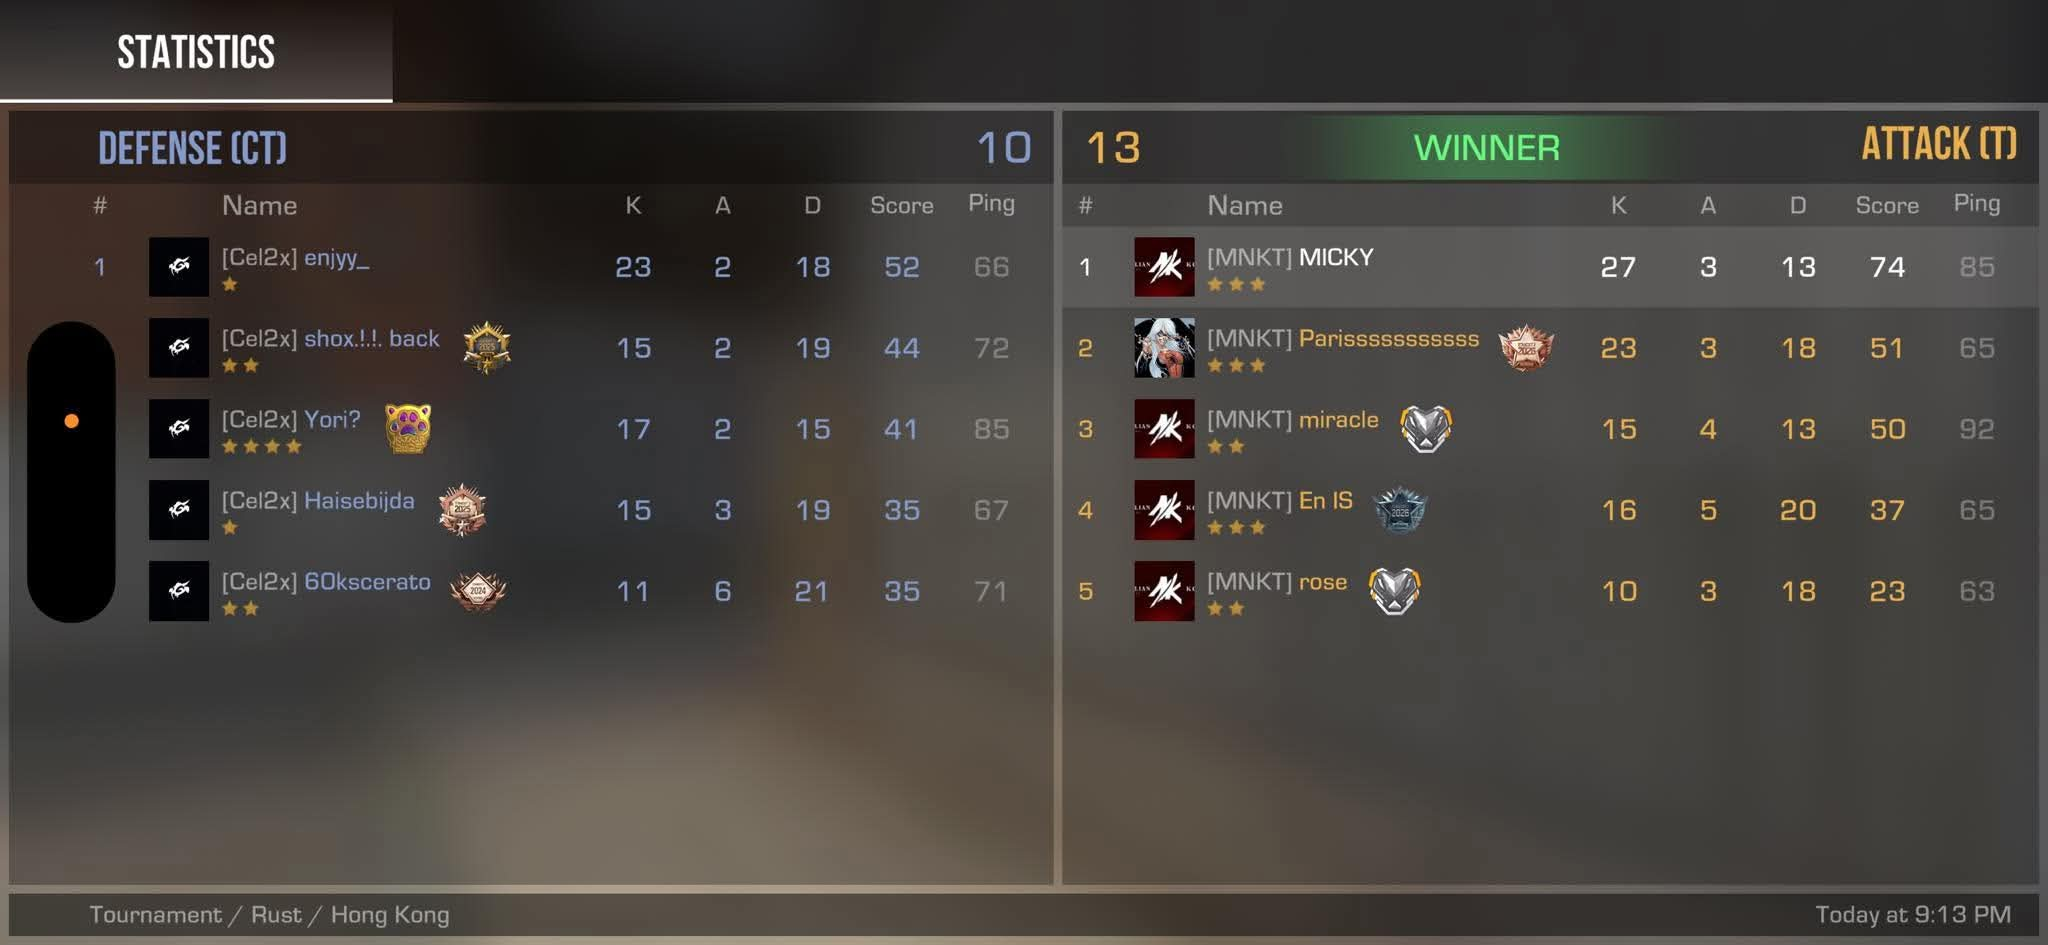 STATISTICS
DEFENSE (CT) 10
# Name K A D Score Ping
1 [Cel2x] enjyy_ 23 2 18 52 66
[Cel2x] shox.!.!. back 15 2 19 44 72
[Cel2x] Yori? 17 2 15 41 85
[Cel2x] Haisebijda 15 3 19 35 67
[Cel2x] 60kscerato 11 6 21 35 71
13 WINNER ATTACK (T)
# Name K A D Score Ping
1 [MNKT] MICKY 27 3 13 74 85
2 [MNKT] Parisssssssssss 23 3 18 51 65
3 [MNKT] miracle 15 4 13 50 92
4 [MNKT] En IS 16 5 20 37 65
5 [MNKT] rose 10 3 18 23 63
Tournament / Rust / Hong Kong
Today at 9:13 PM